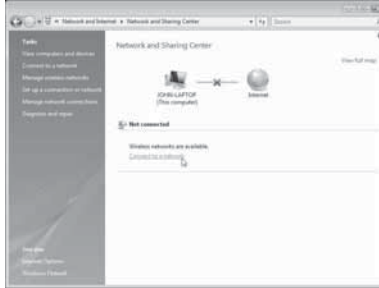 Network and Internet ▸ Network and Sharing Center
Tasks
View computers and devices
Connect to a network
Manage wireless networks
Set up a connection or network
Manage network connections
Diagnose and repair
Network and Sharing Center
View full map
JOHN-LAPTOP
(This computer)
Internet
Not connected
Wireless networks are available.
Connect to a network
See also
Internet Options
Windows Firewall